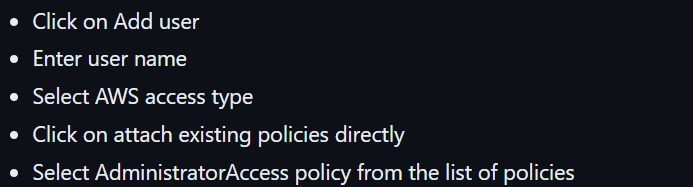 • Click on Add user
• Enter user name
• Select AWS access type
• Click on attach existing policies directly
• Select AdministratorAccess policy from the list of policies